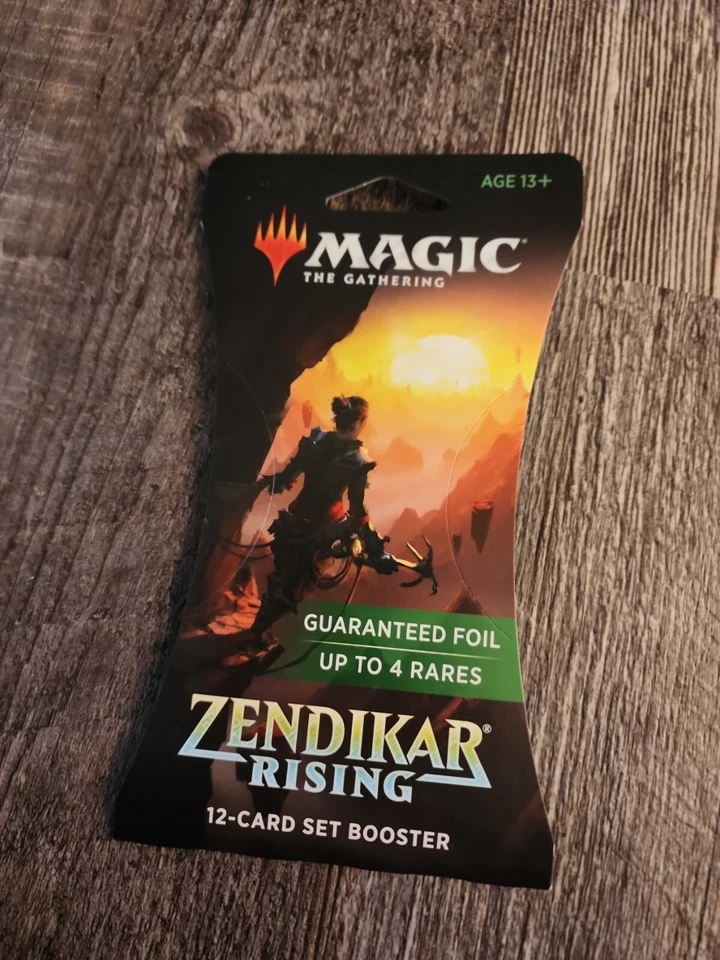 AGE 13+
MAGIC®
THE GATHERING
GUARANTEED FOIL
UP TO 4 RARES
ZENDIKAR®
RISING
12-CARD SET BOOSTER